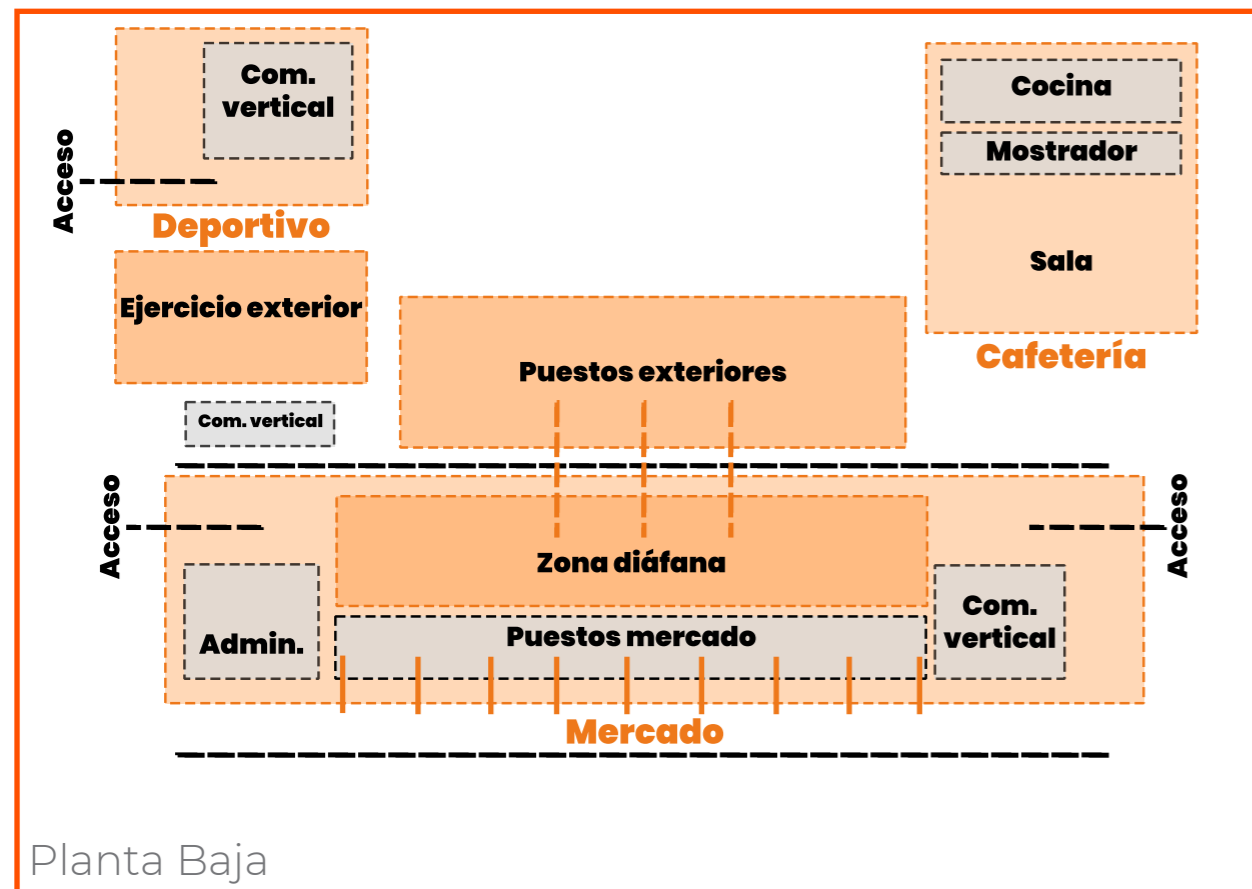 Com.
vertical
Acceso
Deportivo
Ejercicio exterior
Com. vertical
Cocina
Mostrador
Sala
Cafetería
Puestos exteriores
Acceso
Zona diáfana
Acceso
Admin.
Puestos mercado
Com.
vertical
Mercado
Planta Baja